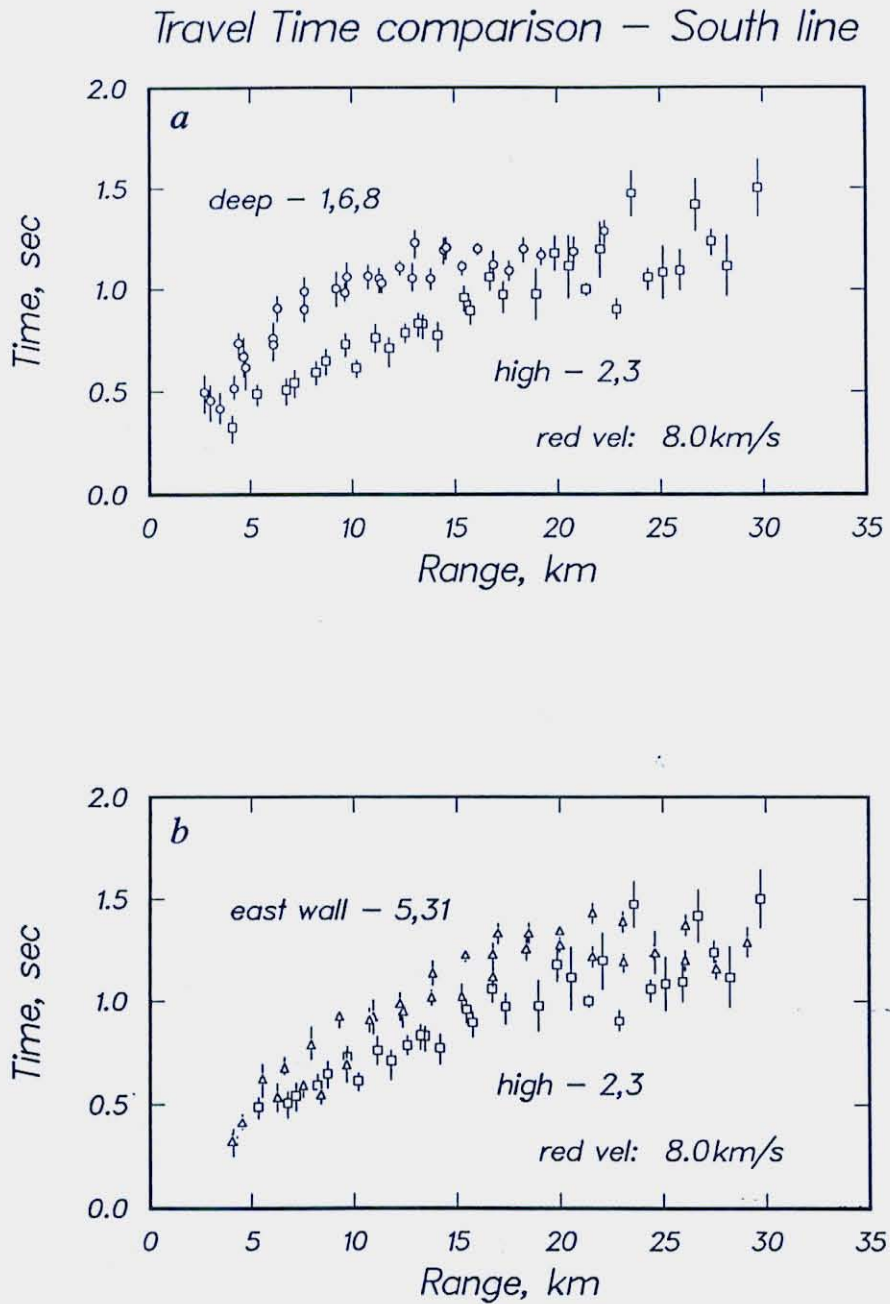 Travel Time comparison – South line
a
deep – 1,6,8
high – 2,3
red vel: 8.0km/s
Time, sec
2.0
1.5
1.0
0.5
0.0
0 5 10 15 20 25 30 35
Range, km
b
east wall – 5,31
high – 2,3
red vel: 8.0km/s
Time, sec
2.0
1.5
1.0
0.5
0.0
0 5 10 15 20 25 30 35
Range, km